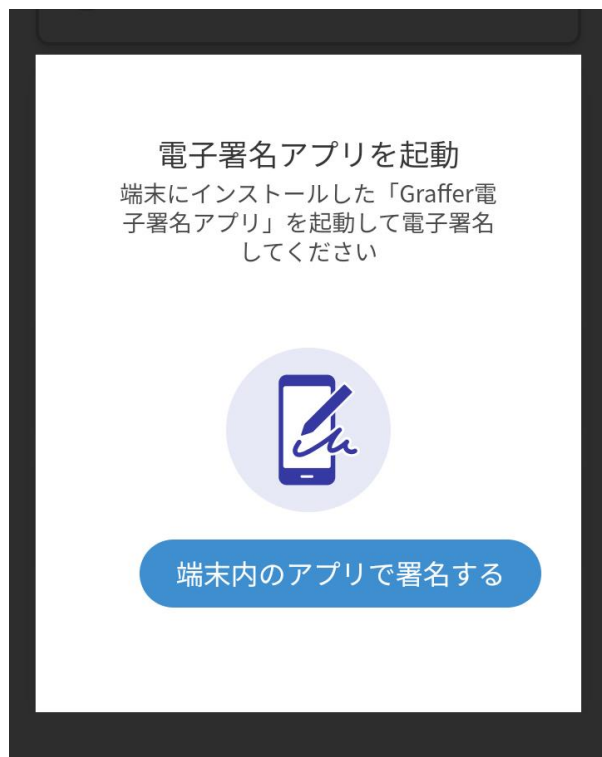 電子署名アプリを起動
端末にインストールした「Graffer電
子署名アプリ」を起動して電子署名
してください
端末内のアプリで署名する